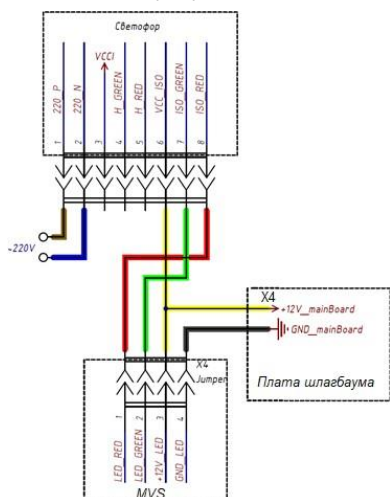 Светофор
220_P
220_N
VCCI
H_GREEN
H_RED
VCC_ISO
ISO_GREEN
ISO_RED
1 2 3 4 5 6 7 8
~220V
X4
+12V_mainBoard
GND_mainBoard
Плата шлагбаума
X4
Jumper
1 2 3 4
LED_RED
LED_GREEN
+12V_LED
GND_LED
MVS